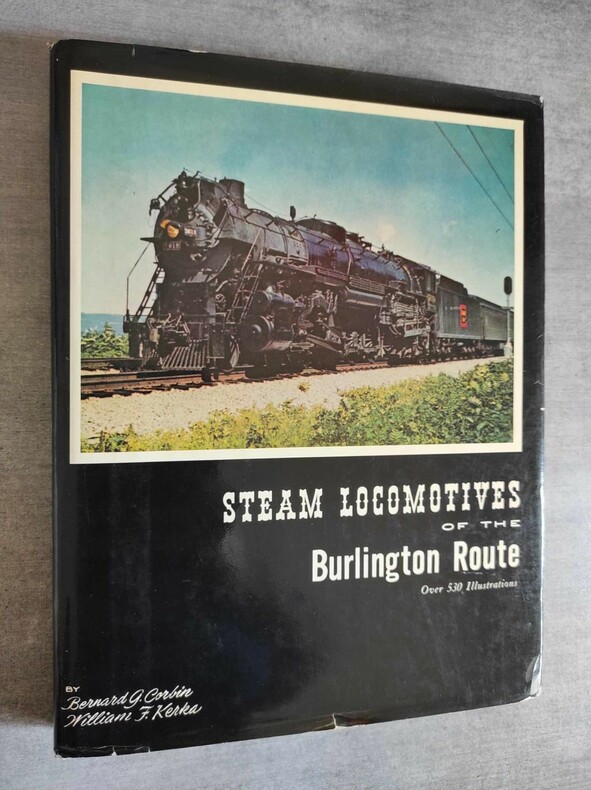 STEAM LOCOMOTIVES
OF THE
Burlington Route
Over 530 Illustrations
BY
Bernard G. Corbin
William F. Kerka